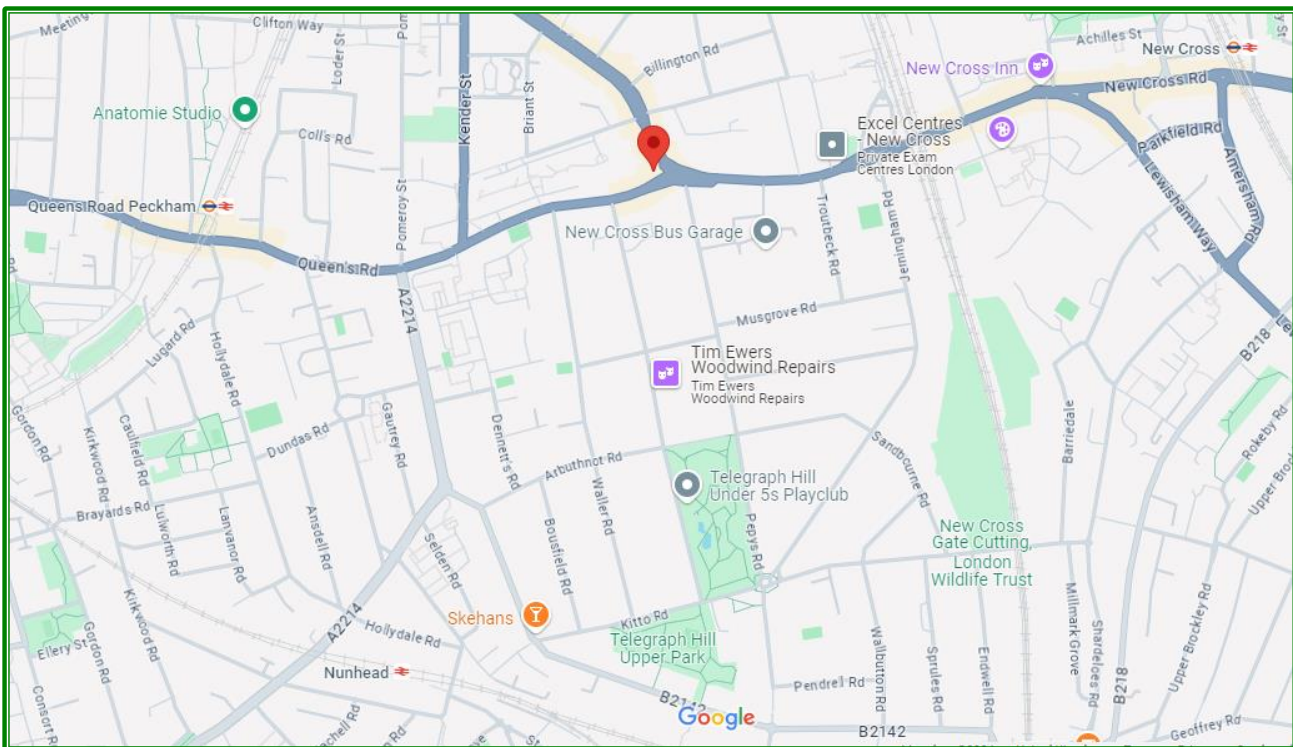 Meeting
Clifton Way
Loder St
Pom
Kender St
Briant St
Billington Rd
Achilles St
New Cross
New Cross Inn
New Cross Rd
Anatomie Studio
Coll's Rd
Pomeroy St
Excel Centres
- New Cross
Private Exam
Centres London
Parkfield Rd
Amersham Rd
Lewisham Way
Queens Road Peckham
Queen's Rd
New Cross Bus Garage
Troutbeck Rd
Jerningham Rd
A2214
Musgrove Rd
Lugard Rd
Hollydale Rd
Tim Ewers
Woodwind Repairs
Tim Ewers
Woodwind Repairs
B218
Gordon Rd
Kirkwood Rd
Caulfield Rd
Dundas Rd
Gautrey Rd
Dennett's Rd
Arbuthnot Rd
Waller Rd
Sandbourne Rd
Barriedale
Rokeby Rd
Upper Brock
Telegraph Hill
Under 5s Playclub
Brayards Rd
Lulworth Rd
Lanvanor Rd
Ansdell Rd
Selden Rd
Bousfield Rd
Pepys Rd
New Cross
Gate Cutting,
London
Wildlife Trust
Kirkwood Rd
A2214
Hollydale Rd
Skehans
Kitto Rd
Telegraph Hill
Upper Park
Millmark Grove
Shardeloes Rd
Upper Brockley Rd
Ellery St
Gordon Rd
Nunhead
Wallbutton Rd
Sprules Rd
Endwell Rd
B218
Consort Rd
Pendrell Rd
B2142
Google
B2142
Geoffrey Rd